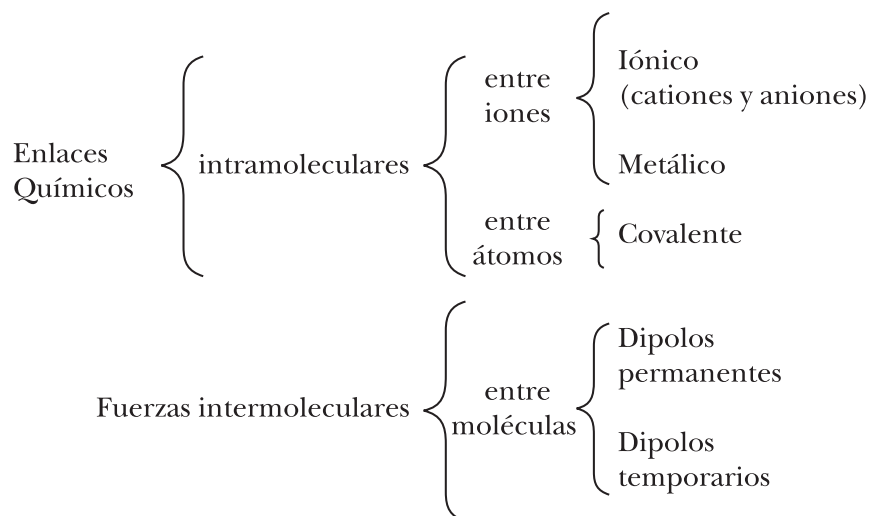 Enlaces
Químicos
intramoleculares
entre
iones
Iónico
(cationes y aniones)
Metálico
entre
átomos
Covalente
Fuerzas intermoleculares
entre
moléculas
Dipolos
permanentes
Dipolos
temporarios